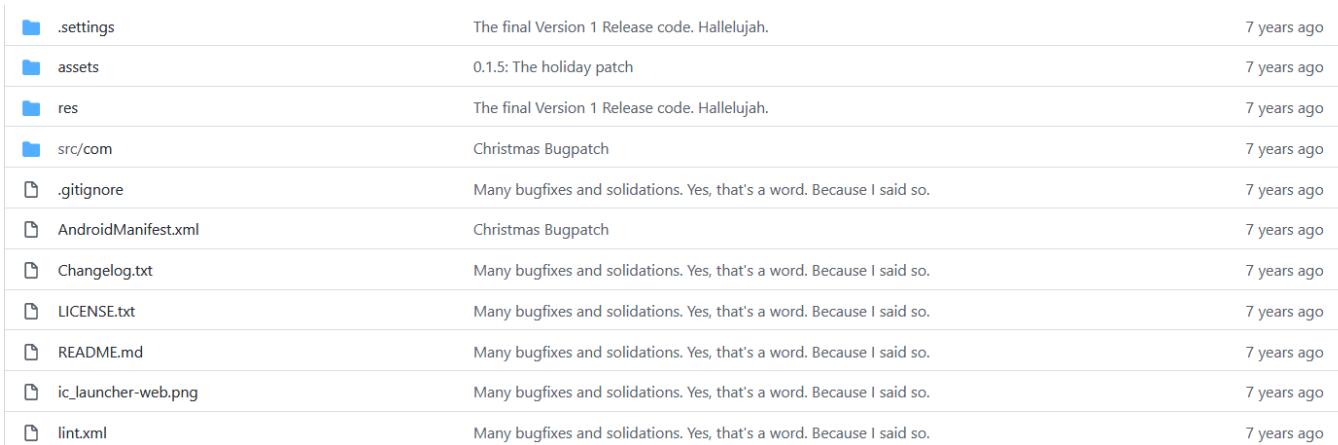 .settings The final Version 1 Release code. Hallelujah. 7 years ago
assets 0.1.5: The holiday patch 7 years ago
res The final Version 1 Release code. Hallelujah. 7 years ago
src/com Christmas Bugpatch 7 years ago
.gitignore Many bugfixes and solidations. Yes, that's a word. Because I said so. 7 years ago
AndroidManifest.xml Christmas Bugpatch 7 years ago
Changelog.txt Many bugfixes and solidations. Yes, that's a word. Because I said so. 7 years ago
LICENSE.txt Many bugfixes and solidations. Yes, that's a word. Because I said so. 7 years ago
README.md Many bugfixes and solidations. Yes, that's a word. Because I said so. 7 years ago
ic_launcher-web.png Many bugfixes and solidations. Yes, that's a word. Because I said so. 7 years ago
lint.xml Many bugfixes and solidations. Yes, that's a word. Because I said so. 7 years ago